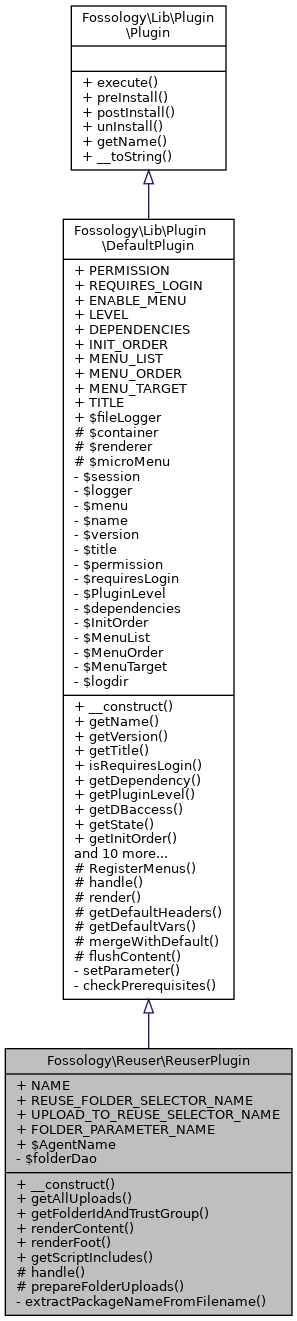 Fossology\Lib\Plugin
\Plugin
+ execute()
+ preInstall()
+ postInstall()
+ unInstall()
+ getName()
+ __toString()
Fossology\Lib\Plugin
\DefaultPlugin
+ PERMISSION
+ REQUIRES_LOGIN
+ ENABLE_MENU
+ LEVEL
+ DEPENDENCIES
+ INIT_ORDER
+ MENU_LIST
+ MENU_ORDER
+ MENU_TARGET
+ TITLE
+ $fileLogger
# $container
# $renderer
# $microMenu
- $session
- $logger
- $menu
- $name
- $version
- $title
- $permission
- $requiresLogin
- $PluginLevel
- $dependencies
- $InitOrder
- $MenuList
- $MenuOrder
- $MenuTarget
- $logdir
+ __construct()
+ getName()
+ getVersion()
+ getTitle()
+ isRequiresLogin()
+ getDependency()
+ getPluginLevel()
+ getDBaccess()
+ getState()
+ getInitOrder()
and 10 more...
# RegisterMenus()
# handle()
# render()
# getDefaultHeaders()
# getDefaultVars()
# mergeWithDefault()
# flushContent()
- setParameter()
- checkPrerequisites()
Fossology\Reuser\ReuserPlugin
+ NAME
+ REUSE_FOLDER_SELECTOR_NAME
+ UPLOAD_TO_REUSE_SELECTOR_NAME
+ FOLDER_PARAMETER_NAME
+ $AgentName
- $folderDao
+ __construct()
+ getAllUploads()
+ getFolderIdAndTrustGroup()
+ renderContent()
+ renderFoot()
+ getScriptIncludes()
# handle()
# prepareFolderUploads()
- extractPackageNameFromFilename()